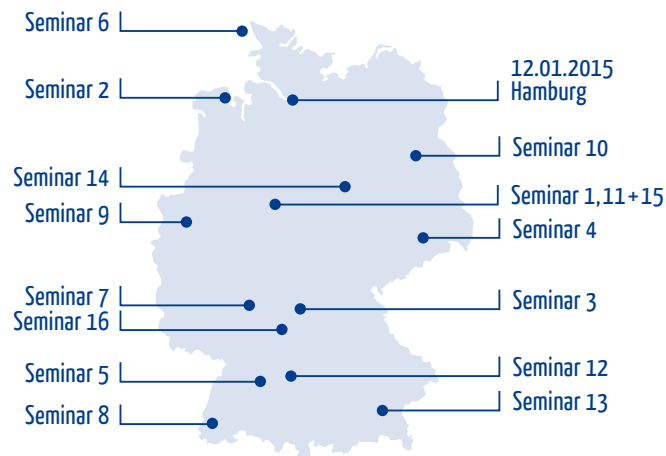 Seminar 6
Seminar 2
Seminar 14
Seminar 9
Seminar 7
Seminar 16
Seminar 5
Seminar 8
12.01.2015
Hamburg
Seminar 10
Seminar 1,11+15
Seminar 4
Seminar 3
Seminar 12
Seminar 13